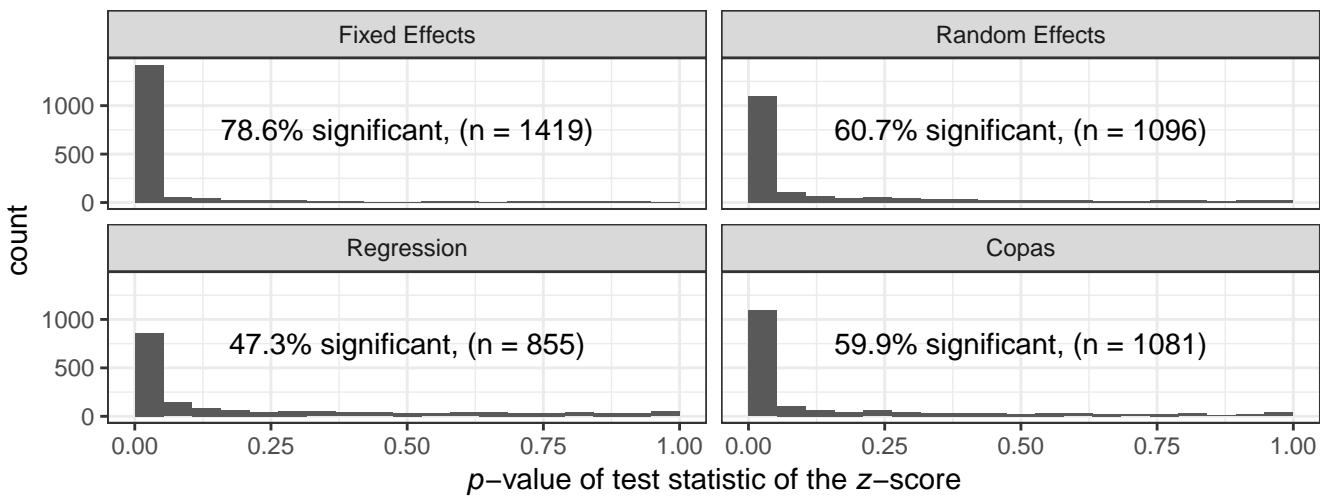 Fixed Effects
Random Effects
1000
500
0
78.6% significant, (n = 1419)
60.7% significant, (n = 1096)
count
Regression
Copas
1000
500
0
47.3% significant, (n = 855)
59.9% significant, (n = 1081)
0.00 0.25 0.50 0.75 1.00
0.00 0.25 0.50 0.75 1.00
p−value of test statistic of the z−score